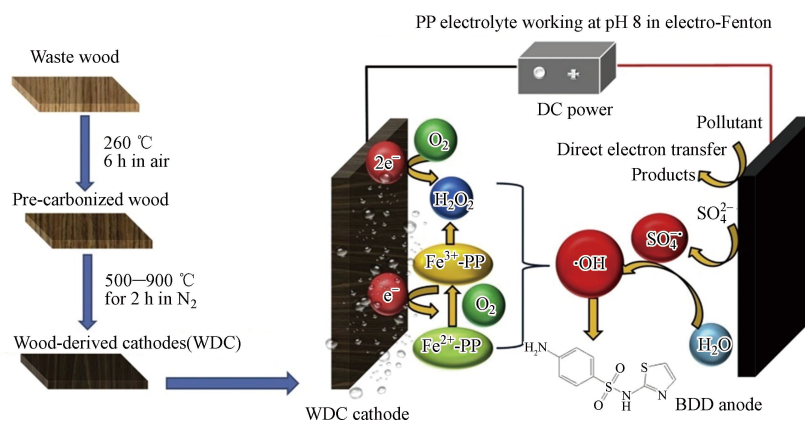 PP electrolyte working at pH 8 in electro-Fenton
Waste wood
260 ℃
6 h in air
Pre-carbonized wood
500—900 ℃
for 2 h in N₂
Wood-derived cathodes(WDC)
DC power
O₂
2e⁻
H₂O₂
Fe³⁺-PP
e⁻
O₂
Fe²⁺-PP
WDC cathode
Pollutant
Direct electron transfer
Products
SO₄²⁻
SO₄⁻·
·OH
H₂O
H₂N
O
S
O
N
H
S
N
BDD anode